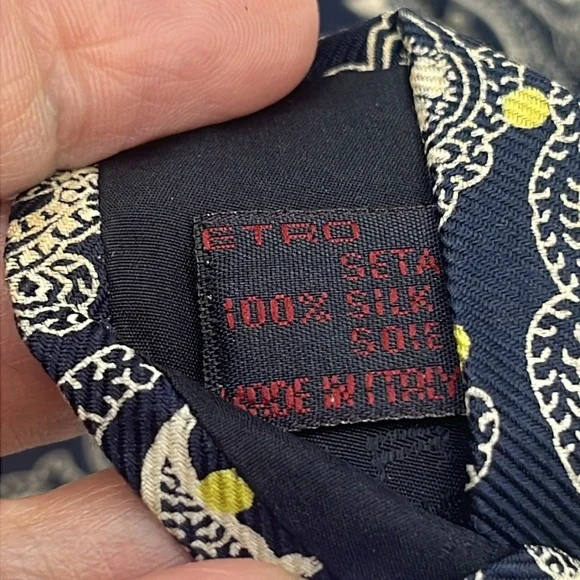 ETRO
SETA
100% SILK
SOIE
MADE IN ITALY